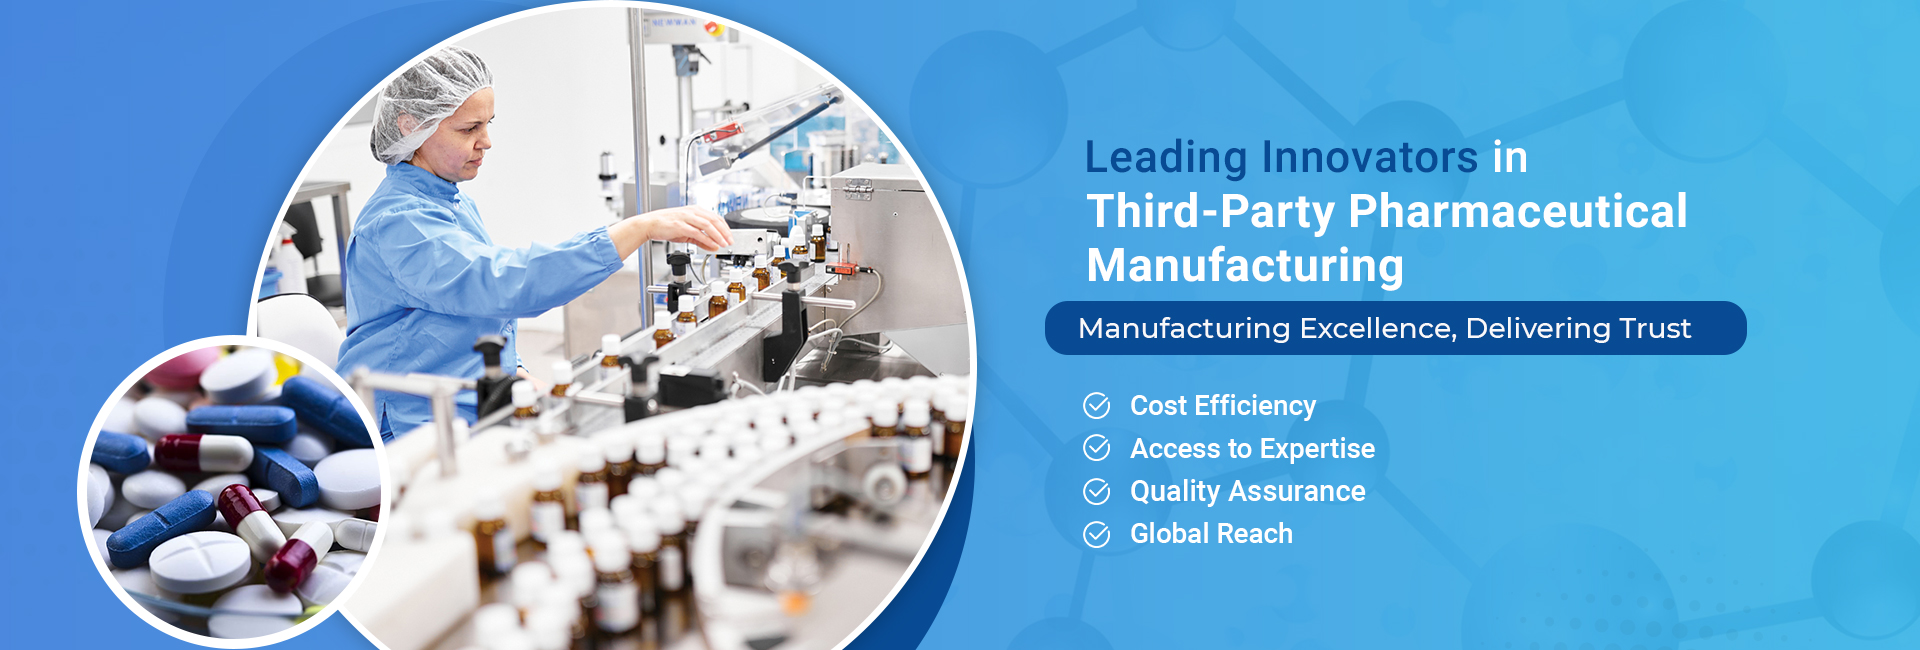 NEWMAN
Leading Innovators in
Third-Party Pharmaceutical
Manufacturing
Manufacturing Excellence, Delivering Trust
Cost Efficiency
Access to Expertise
Quality Assurance
Global Reach